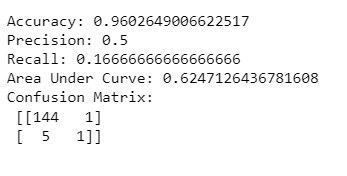 Accuracy: 0.9602649006622517
Precision: 0.5
Recall: 0.16666666666666666
Area Under Curve: 0.6247126436781608
Confusion Matrix:
[[144 1]
[ 5 1]]